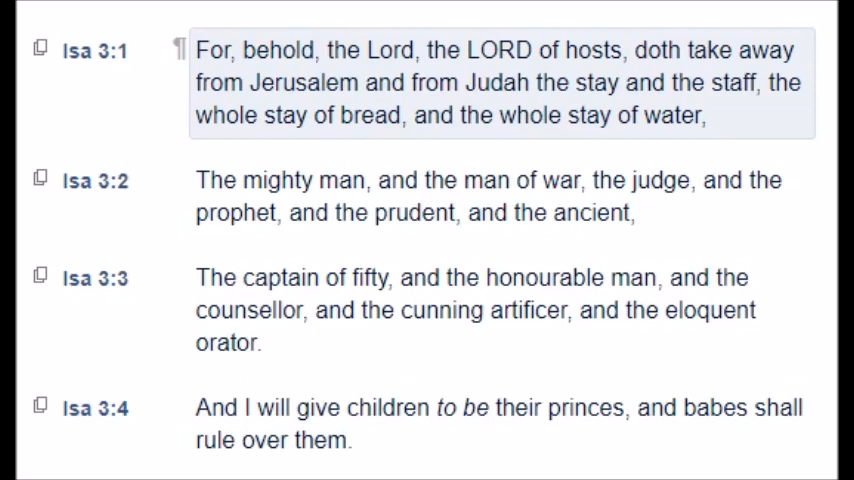 Isa 3:1 ¶ For, behold, the Lord, the LORD of hosts, doth take away
from Jerusalem and from Judah the stay and the staff, the
whole stay of bread, and the whole stay of water,
Isa 3:2 The mighty man, and the man of war, the judge, and the
prophet, and the prudent, and the ancient,
Isa 3:3 The captain of fifty, and the honourable man, and the
counsellor, and the cunning artificer, and the eloquent
orator.
Isa 3:4 And I will give children to be their princes, and babes shall
rule over them.